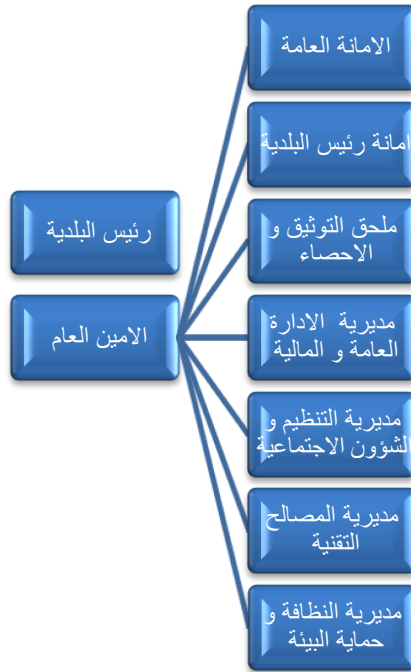 الامانة العامة
امانة رئيس البلدية
ملحق التوثيق و
الاحصاء
رئيس البلدية
الامين العام
مديرية الادارة
العامة و المالية
مديرية التنظيم و
الشؤون الاجتماعية
مديرية المصالح
التقنية
مديرية النظافة و
حماية البيئة